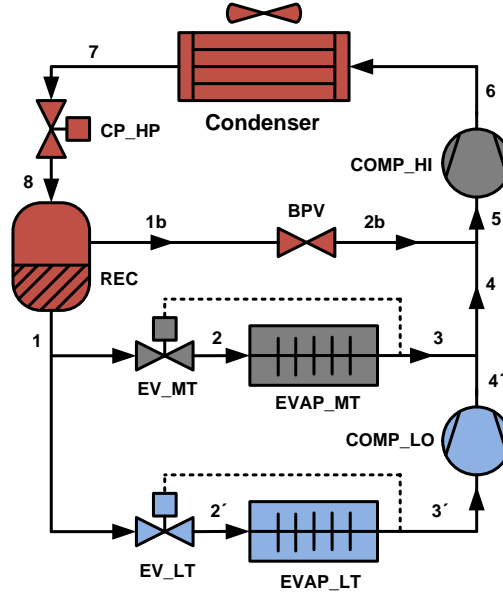 7
6
Condenser
CP_HP
COMP_HI
8
1b
BPV
2b
5
REC
4
1
2
3
EV_MT
EVAP_MT
4´
COMP_LO
2´
3´
EV_LT
EVAP_LT